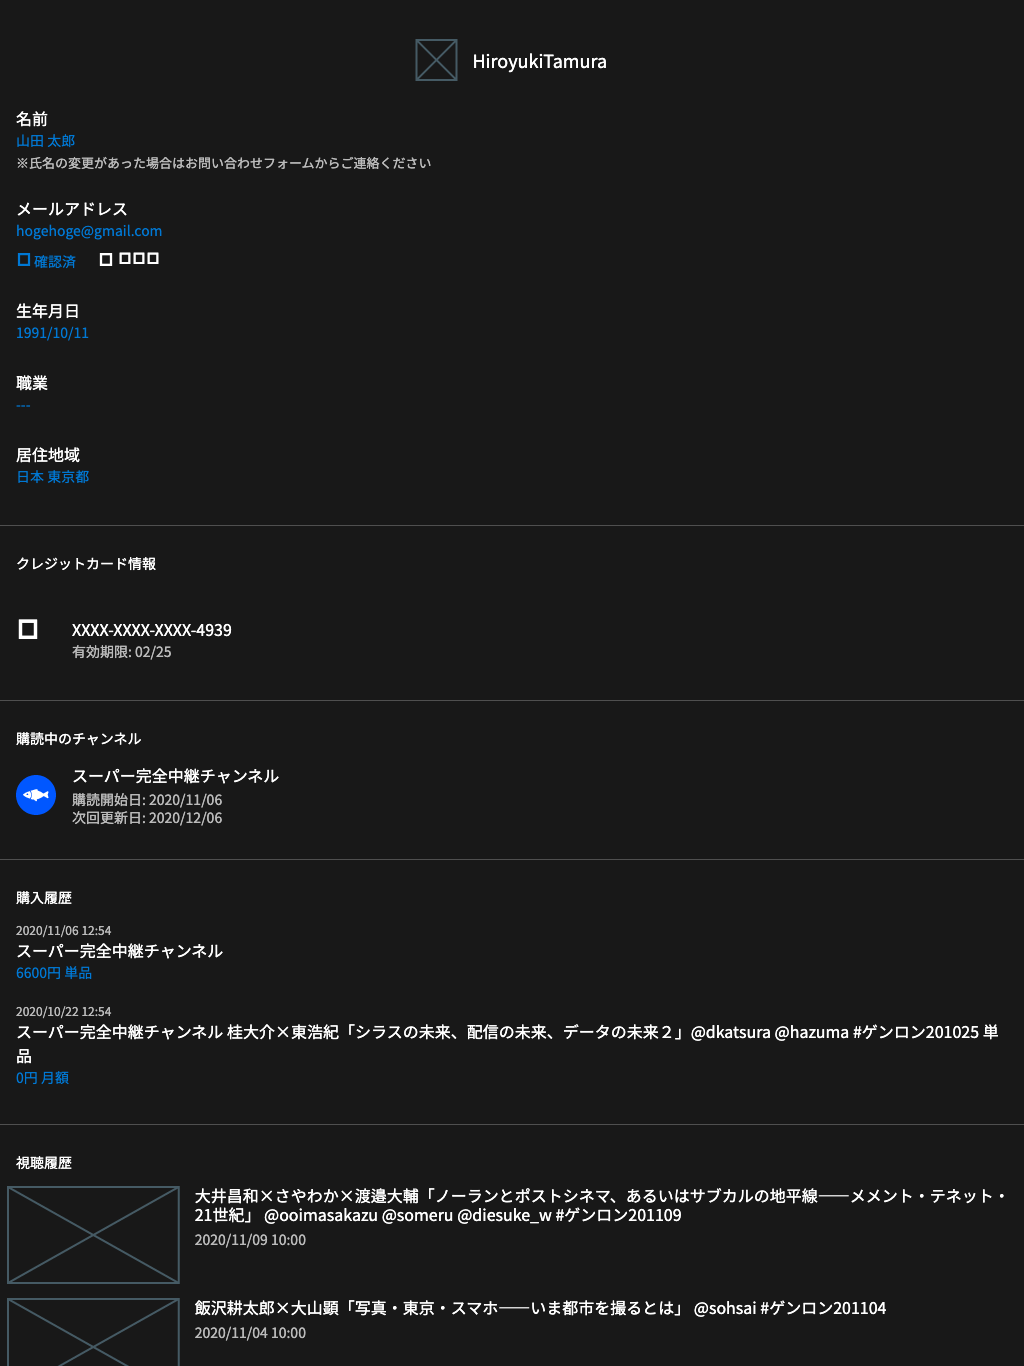 HiroyukiTamura
名前
山田 太郎
※氏名の変更があった場合はお問い合わせフォームからご連絡ください
メールアドレス
hogehoge@gmail.com
確認済
生年月日
1991/10/11
職業
---
居住地域
日本 東京都
クレジットカード情報
XXXX-XXXX-XXXX-4939
有効期限: 02/25
購読中のチャンネル
スーパー完全中継チャンネル
購読開始日: 2020/11/06
次回更新日: 2020/12/06
購入履歴
2020/11/06 12:54
スーパー完全中継チャンネル
6600円 単品
2020/10/22 12:54
スーパー完全中継チャンネル 桂大介×東浩紀「シラスの未来、配信の未来、データの未来２」@dkatsura @hazuma #ゲンロン201025 単
品
0円 月額
視聴履歴
大井昌和×さやわか×渡邉大輔「ノーランとポストシネマ、あるいはサブカルの地平線――メメント・テネット・
21世紀」 @ooimasakazu @someru @diesuke_w #ゲンロン201109
2020/11/09 10:00
飯沢耕太郎×大山顕「写真・東京・スマホ――いま都市を撮るとは」 @sohsai #ゲンロン201104
2020/11/04 10:00